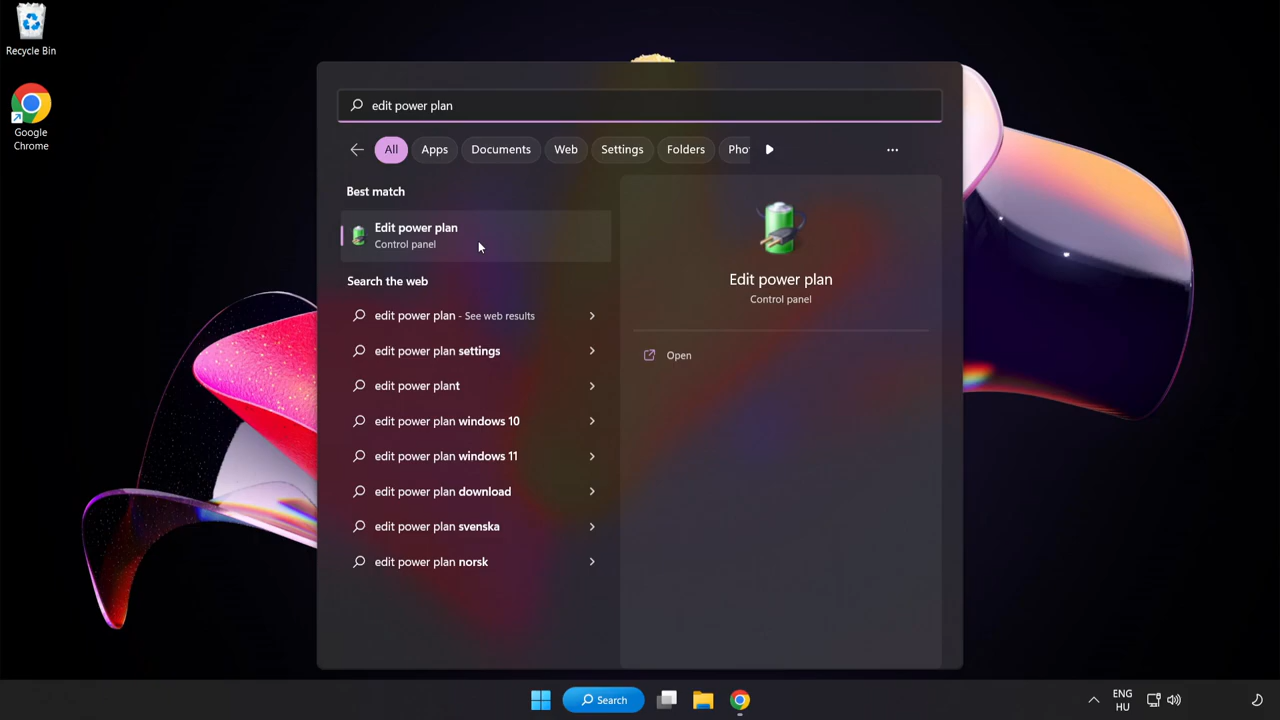 Recycle Bin
Google
Chrome
edit power plan
All Apps Documents Web Settings Folders Pho
Best match
Edit power plan
Control panel
Search the web
edit power plan - See web results
edit power plan settings
edit power plant
edit power plan windows 10
edit power plan windows 11
edit power plan download
edit power plan svenska
edit power plan norsk
Edit power plan
Control panel
Open
Search
ENG
HU